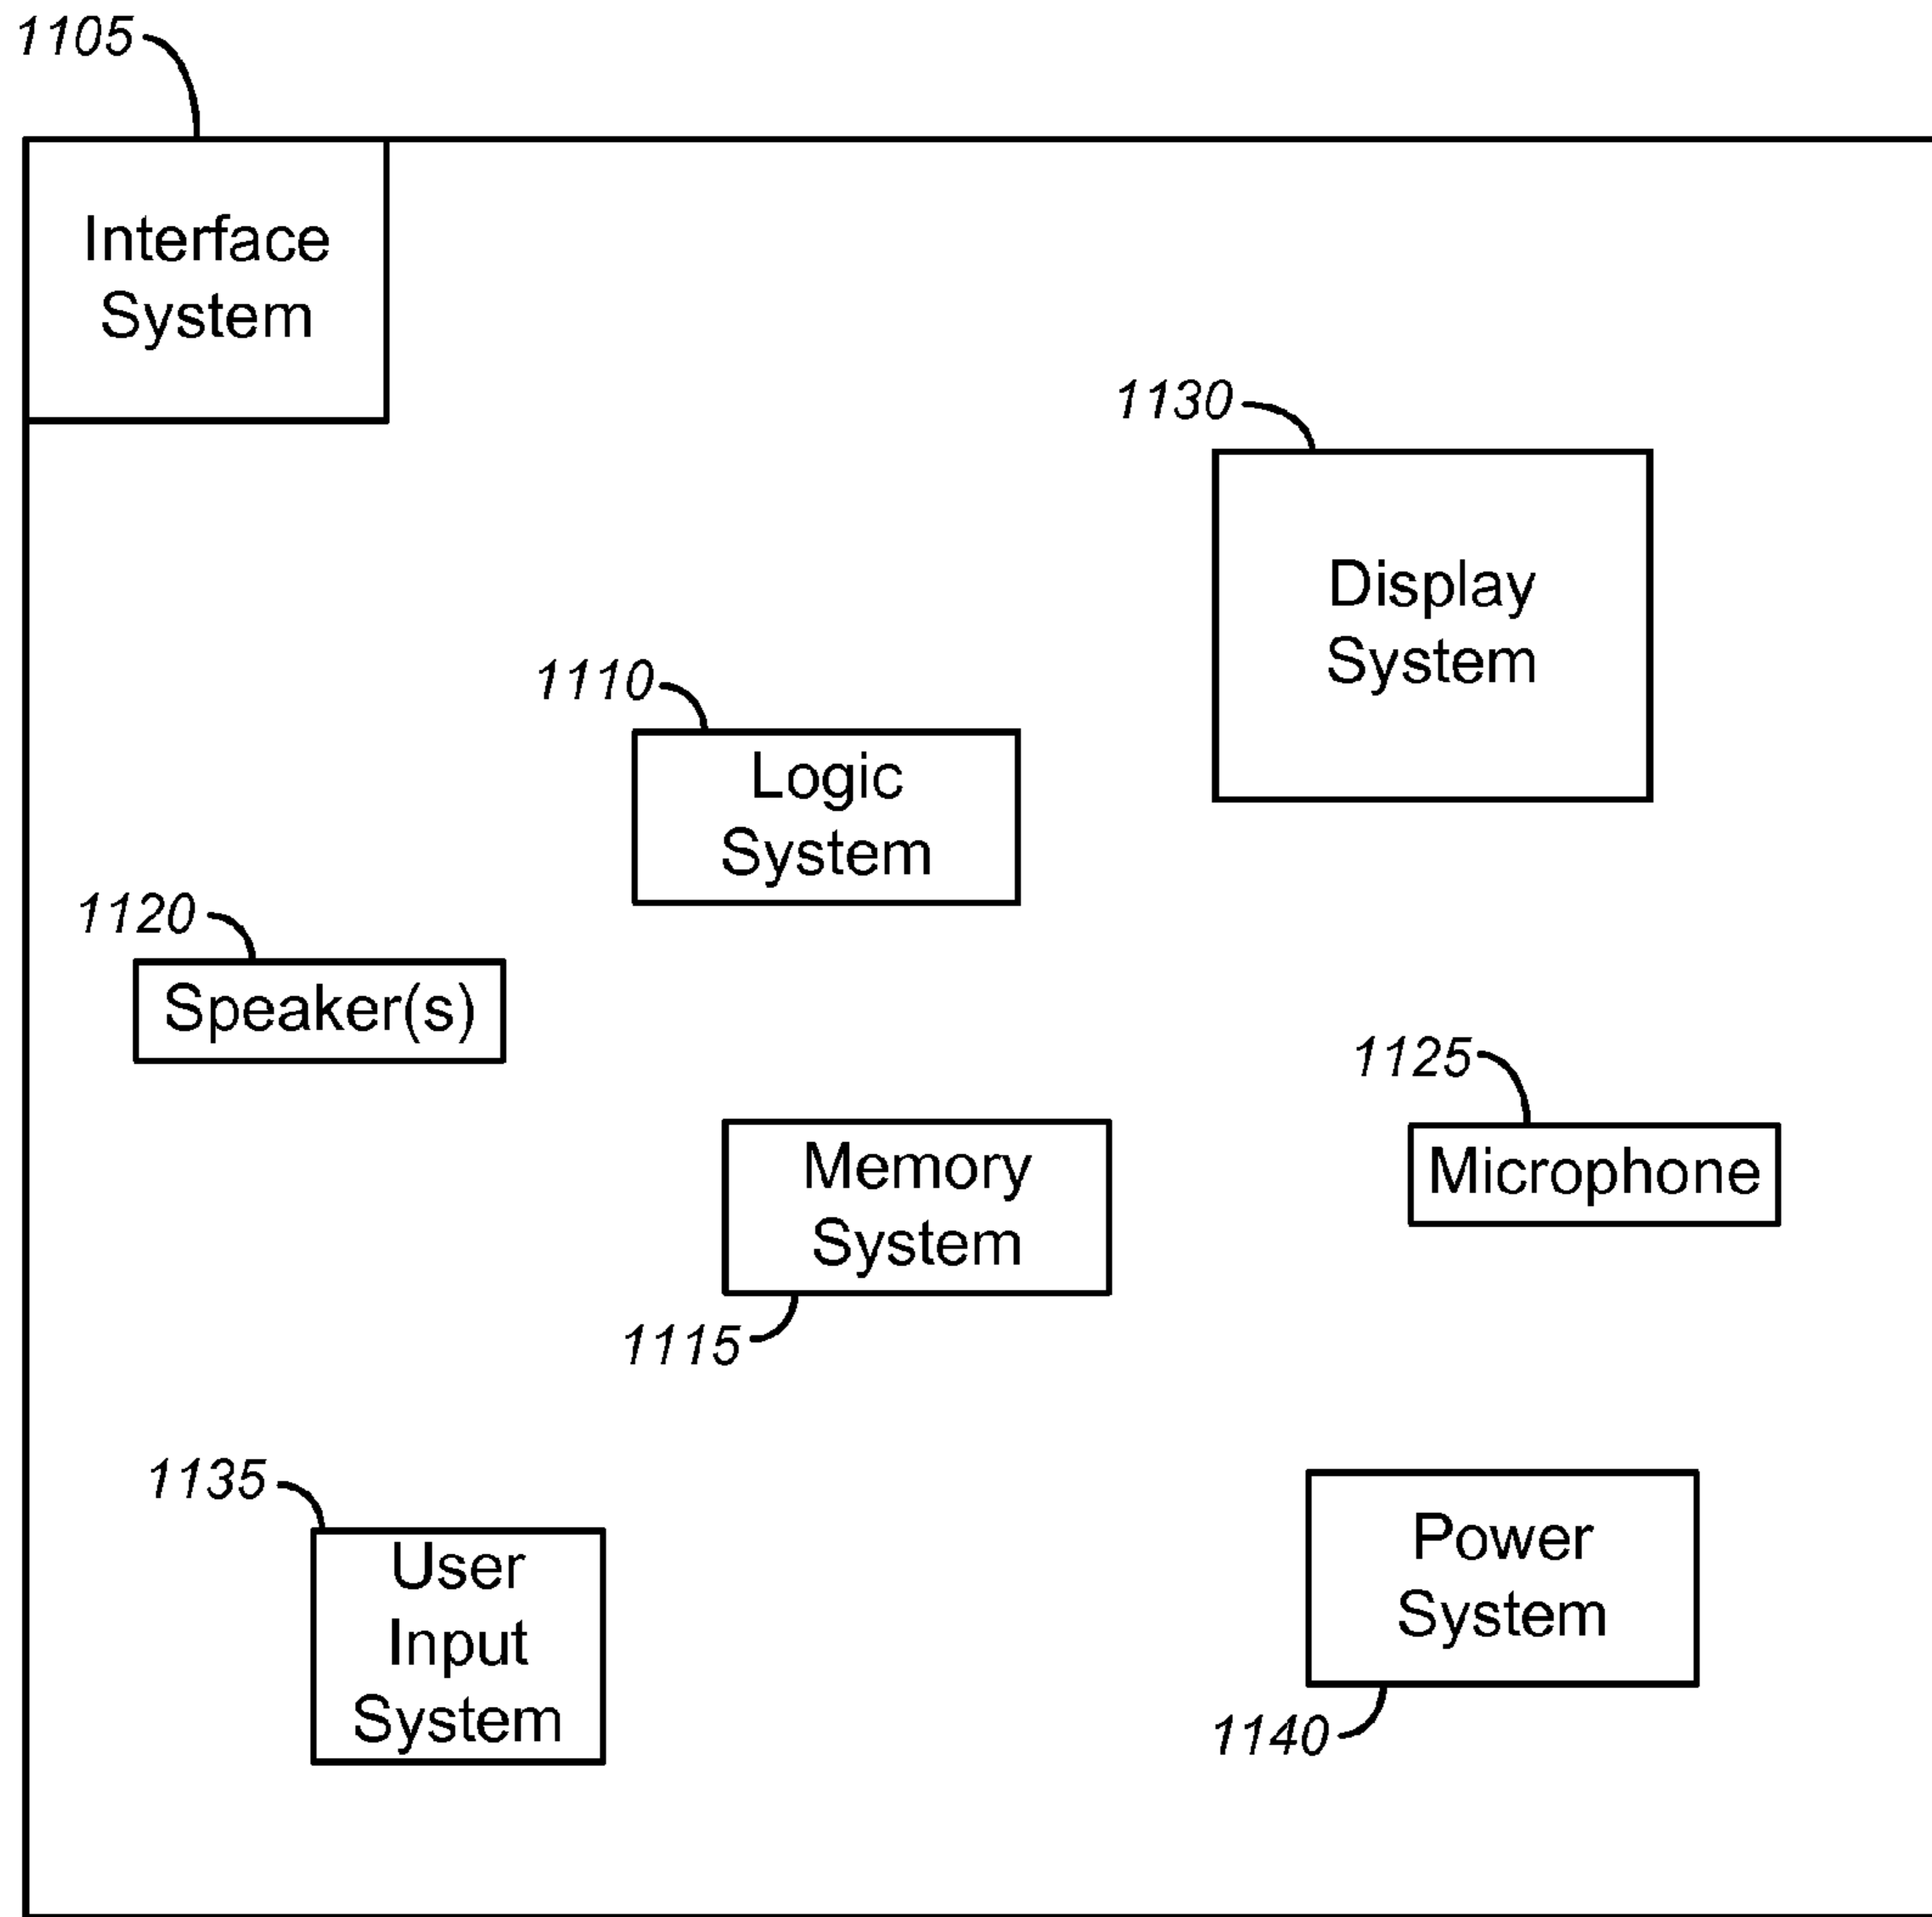 1105
Interface
System
1130
Display
System
1110
Logic
System
1120
Speaker(s)
1125
Microphone
Memory
System
1115
1135
User
Input
System
Power
System
1140